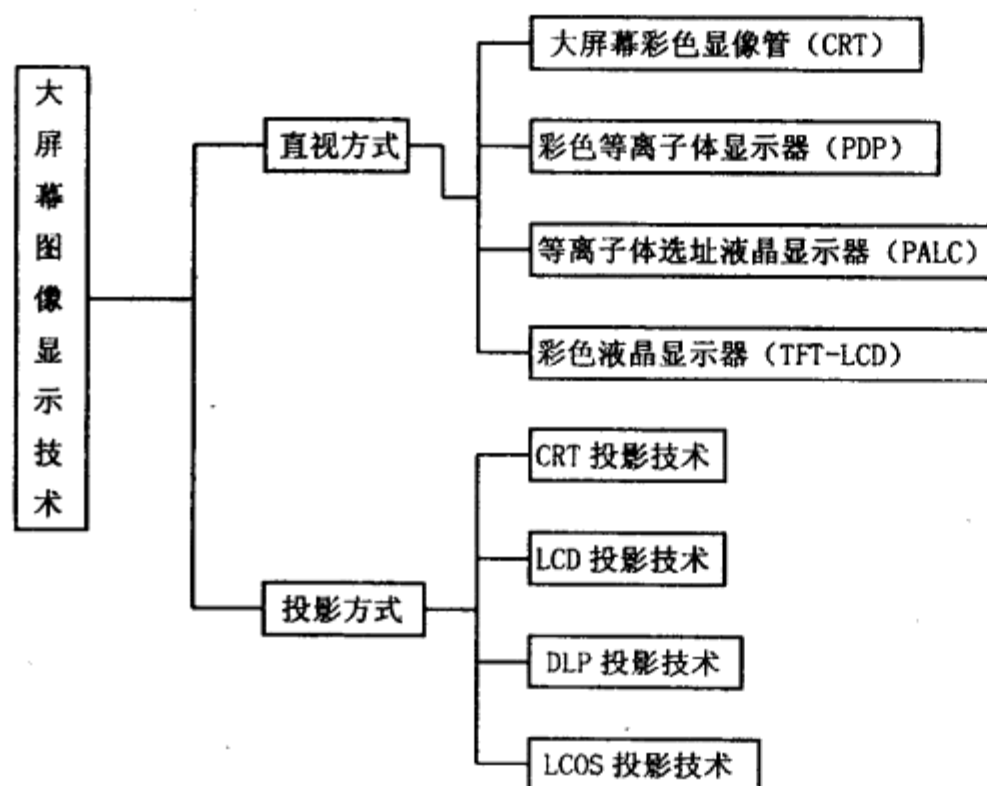 大屏幕图像显示技术
直视方式
大屏幕彩色显像管（CRT）
彩色等离子体显示器（PDP）
等离子体选址液晶显示器（PALC）
彩色液晶显示器（TFT-LCD）
投影方式
CRT 投影技术
LCD 投影技术
DLP 投影技术
LCOS 投影技术